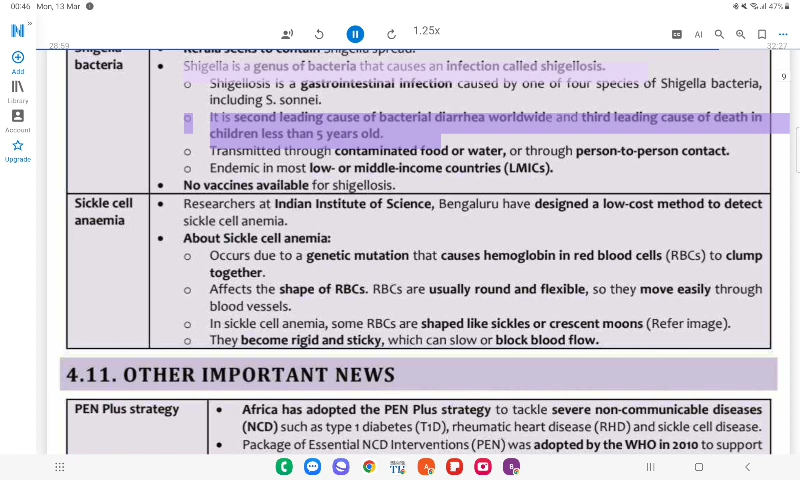 00:46 Mon, 13 Mar
47%
N
»
1.25x
AI
28:59
32:27
Add
Library
Account
Upgrade
9
Shigella
bacteria
• Kerala seeks to contain Shigella spread.
• Shigella is a genus of bacteria that causes an infection called shigellosis.
o Shigellosis is a gastrointestinal infection caused by one of four species of Shigella bacteria,
including S. sonnei.
o It is second leading cause of bacterial diarrhea worldwide and third leading cause of death in
children less than 5 years old.
o Transmitted through contaminated food or water, or through person-to-person contact.
o Endemic in most low- or middle-income countries (LMICs).
• No vaccines available for shigellosis.
Sickle cell
anaemia
• Researchers at Indian Institute of Science, Bengaluru have designed a low-cost method to detect
sickle cell anemia.
• About Sickle cell anemia:
o Occurs due to a genetic mutation that causes hemoglobin in red blood cells (RBCs) to clump
together.
o Affects the shape of RBCs. RBCs are usually round and flexible, so they move easily through
blood vessels.
o In sickle cell anemia, some RBCs are shaped like sickles or crescent moons (Refer image).
o They become rigid and sticky, which can slow or block blood flow.
4.11. OTHER IMPORTANT NEWS
PEN Plus strategy
• Africa has adopted the PEN Plus strategy to tackle severe non-communicable diseases
(NCD) such as type 1 diabetes (T1D), rheumatic heart disease (RHD) and sickle cell disease.
• Package of Essential NCD Interventions (PEN) was adopted by the WHO in 2010 to support